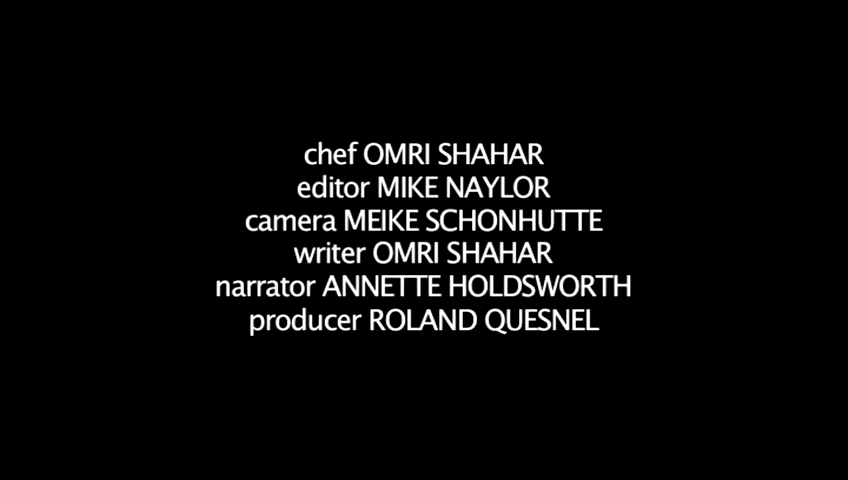 chef OMRI SHAHAR
editor MIKE NAYLOR
camera MEIKE SCHONHUTTE
writer OMRI SHAHAR
narrator ANNETTE HOLDSWORTH
producer ROLAND QUESNEL